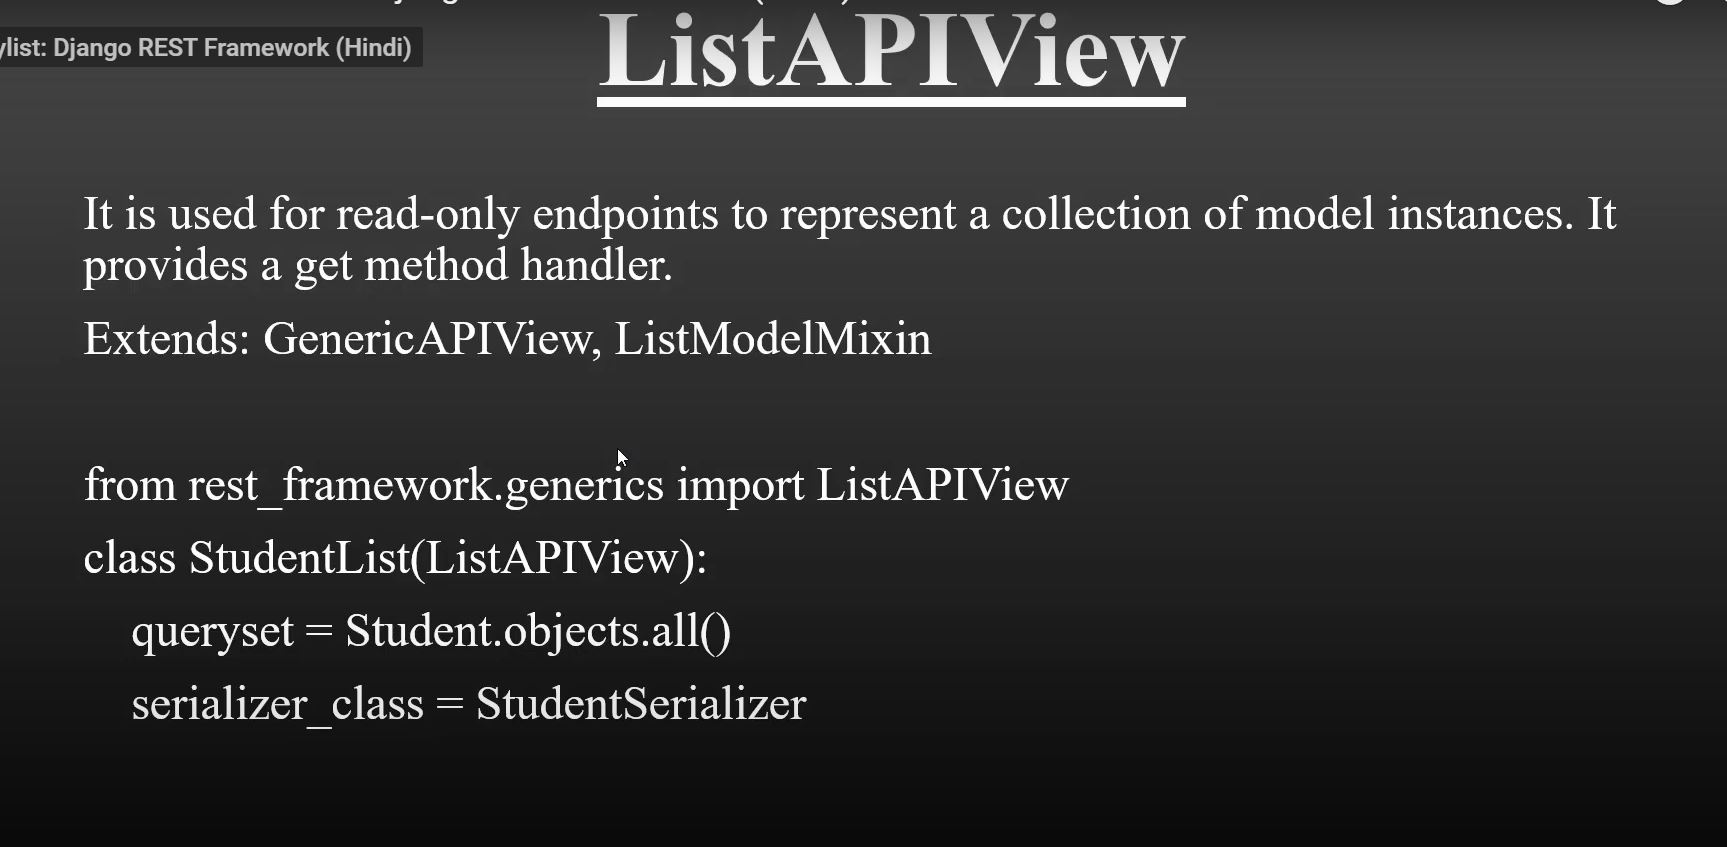 ListAPIView
ylist: Django REST Framework (Hindi)
It is used for read-only endpoints to represent a collection of model instances. It
provides a get method handler.
Extends: GenericAPIView, ListModelMixin
from rest_framework.generics import ListAPIView
class StudentList(ListAPIView):
queryset = Student.objects.all()
serializer_class = StudentSerializer